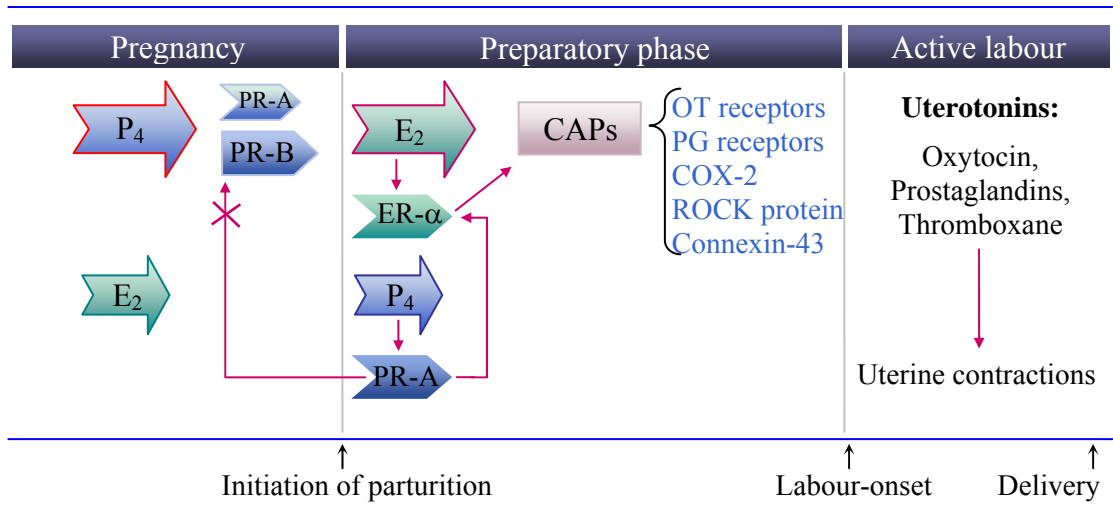 Pregnancy
Preparatory phase
Active labour
P₄
PR-A
PR-B
E₂
E₂
CAPs
ER-α
P₄
PR-A
OT receptors
PG receptors
COX-2
ROCK protein
Connexin-43
Uterotonins:
Oxytocin,
Prostaglandins,
Thromboxane
Uterine contractions
Initiation of parturition
Labour-onset
Delivery